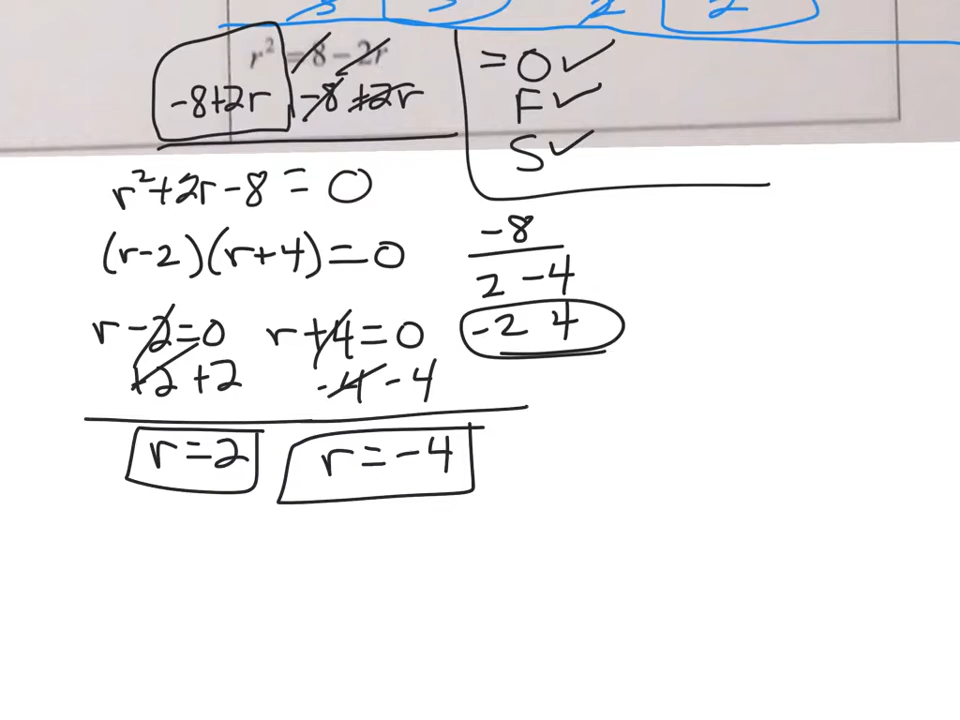 r² = 8 - 2r
-8+2r -8 +2r
= 0 ✓
F ✓
S ✓
r²+2r-8=0
(r-2)(r+4)=0
r-2=0 r+4=0
+2 +2 -4 -4
r=2 r=-4
-8
2 -4
-2 4